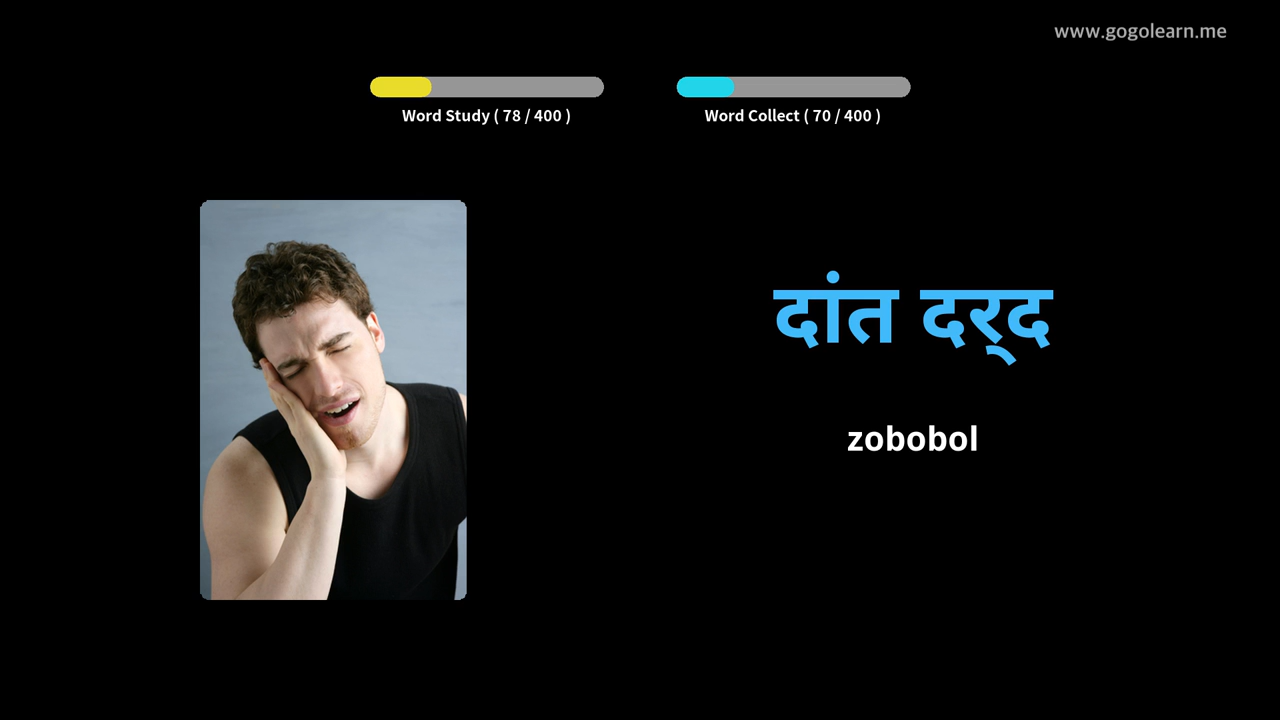 www.gogolearn.me
Word Study ( 78 / 400 )
Word Collect ( 70 / 400 )
दांत दर्‌द
zobobol